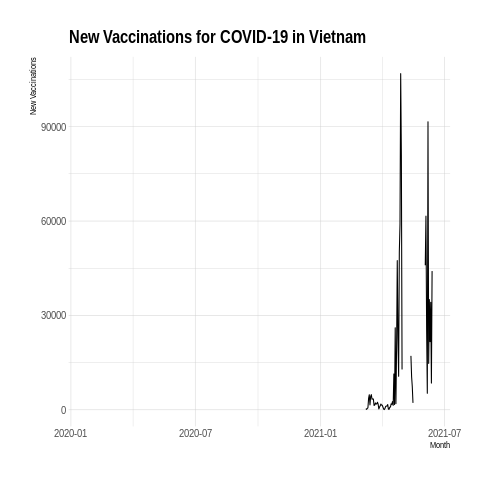 New Vaccinations for COVID-19 in Vietnam
New Vaccinations
90000
60000
30000
0
2020-01
2020-07
2021-01
2021-07
Month